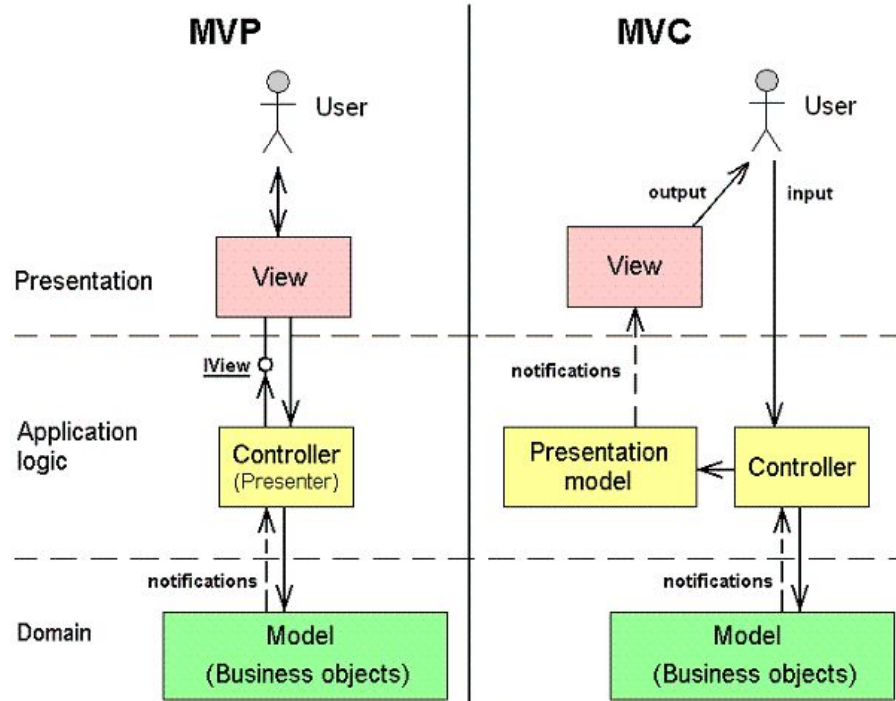 MVP
User
View
Presentation
IView
Application
logic
Controller
(Presenter)
notifications
Domain
Model
(Business objects)
MVC
User
output
input
View
notifications
Presentation
model
Controller
notifications
Model
(Business objects)